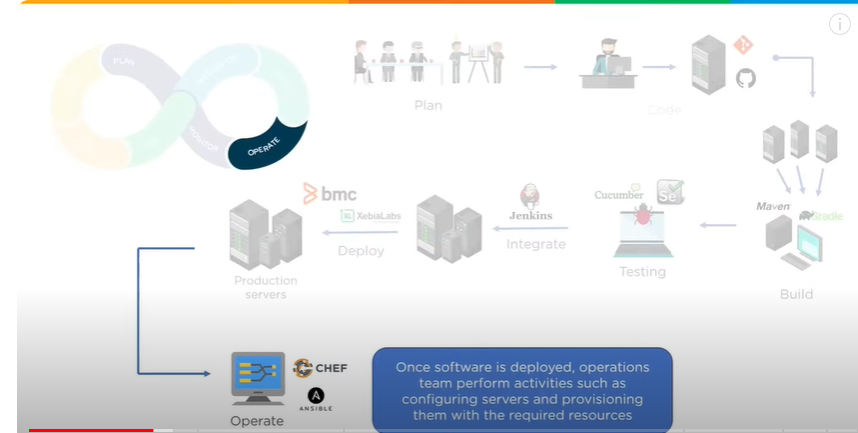 PLAN
MONITOR
OPERATE
Plan
Code
bmc
XebiaLabs
Deploy
Jenkins
Integrate
Cucumber
Se
Testing
Maven
Gradle
Build
Production
servers
CHEF
ANSIBLE
Operate
Once software is deployed, operations
team perform activities such as
configuring servers and provisioning
them with the required resources